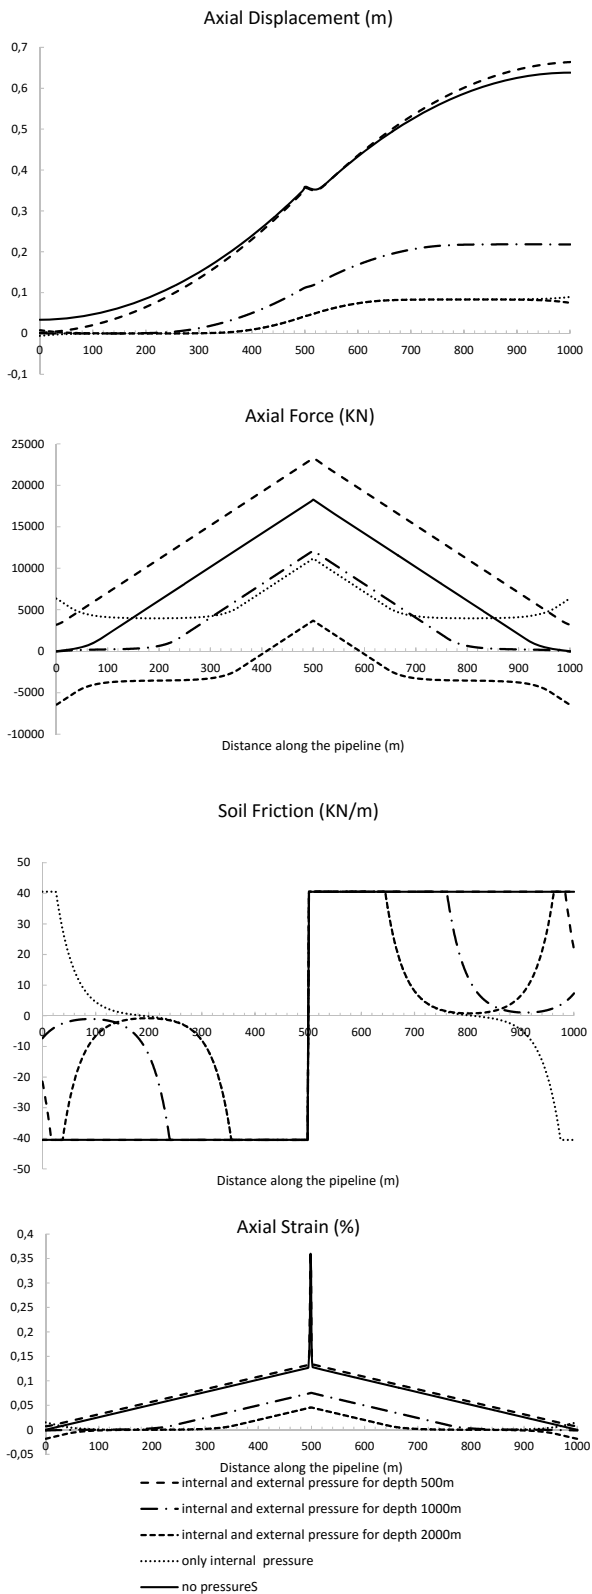 Axial Displacement (m)
0,7
0,6
0,5
0,4
0,3
0,2
0,1
0
-0,1
0 100 200 300 400 500 600 700 800 900 1000
Axial Force (KN)
25000
20000
15000
10000
5000
0
-5000
-10000
0 100 200 300 400 500 600 700 800 900 1000
Distance along the pipeline (m)
Soil Friction (KN/m)
50
40
30
20
10
0
-10
-20
-30
-40
-50
0 100 200 300 400 500 600 700 800 900 1000
Distance along the pipeline (m)
Axial Strain (%)
0,4
0,35
0,3
0,25
0,2
0,15
0,1
0,05
0
-0,05
0 100 200 300 400 500 600 700 800 900 1000
Distance along the pipeline (m)
internal and external pressure for depth 500m
internal and external pressure for depth 1000m
internal and external pressure for depth 2000m
only internal pressure
no pressureS